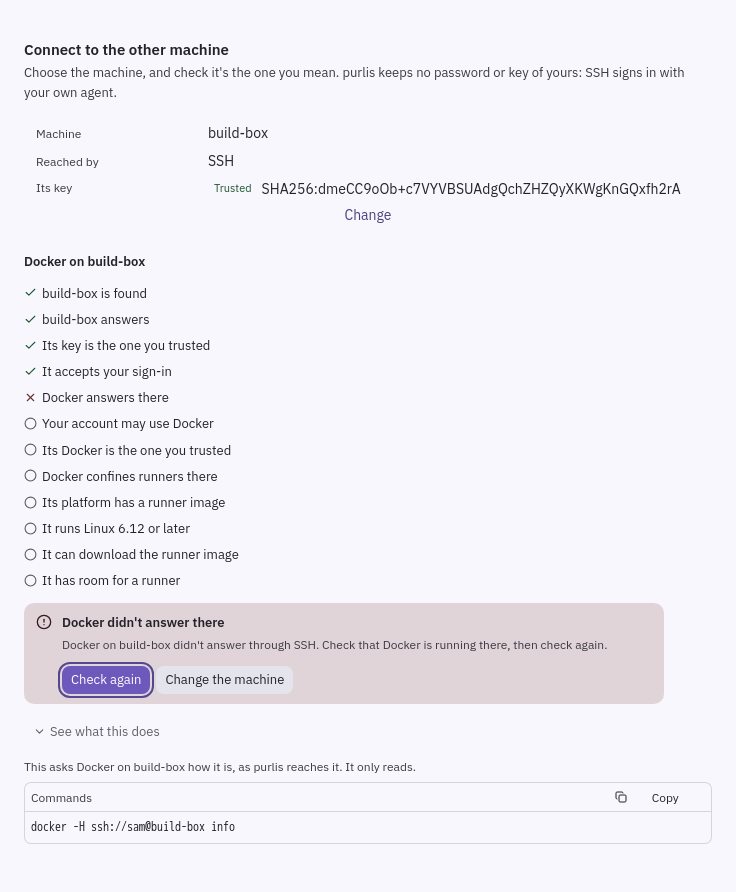 Connect to the other machine
Choose the machine, and check it's the one you mean. purlis keeps no password or key of yours: SSH signs in with
your own agent.
Machine build-box
Reached by SSH
Its key Trusted SHA256:dmeCC9oOb+c7VYVBSUAdgQchZHZQyXKWgKnGQxfh2rA
Change
Docker on build-box
build-box is found
build-box answers
Its key is the one you trusted
It accepts your sign-in
Docker answers there
Your account may use Docker
Its Docker is the one you trusted
Docker confines runners there
Its platform has a runner image
It runs Linux 6.12 or later
It can download the runner image
It has room for a runner
Docker didn't answer there
Docker on build-box didn't answer through SSH. Check that Docker is running there, then check again.
Check again Change the machine
See what this does
This asks Docker on build-box how it is, as purlis reaches it. It only reads.
Commands Copy
docker -H ssh://sam@build-box info